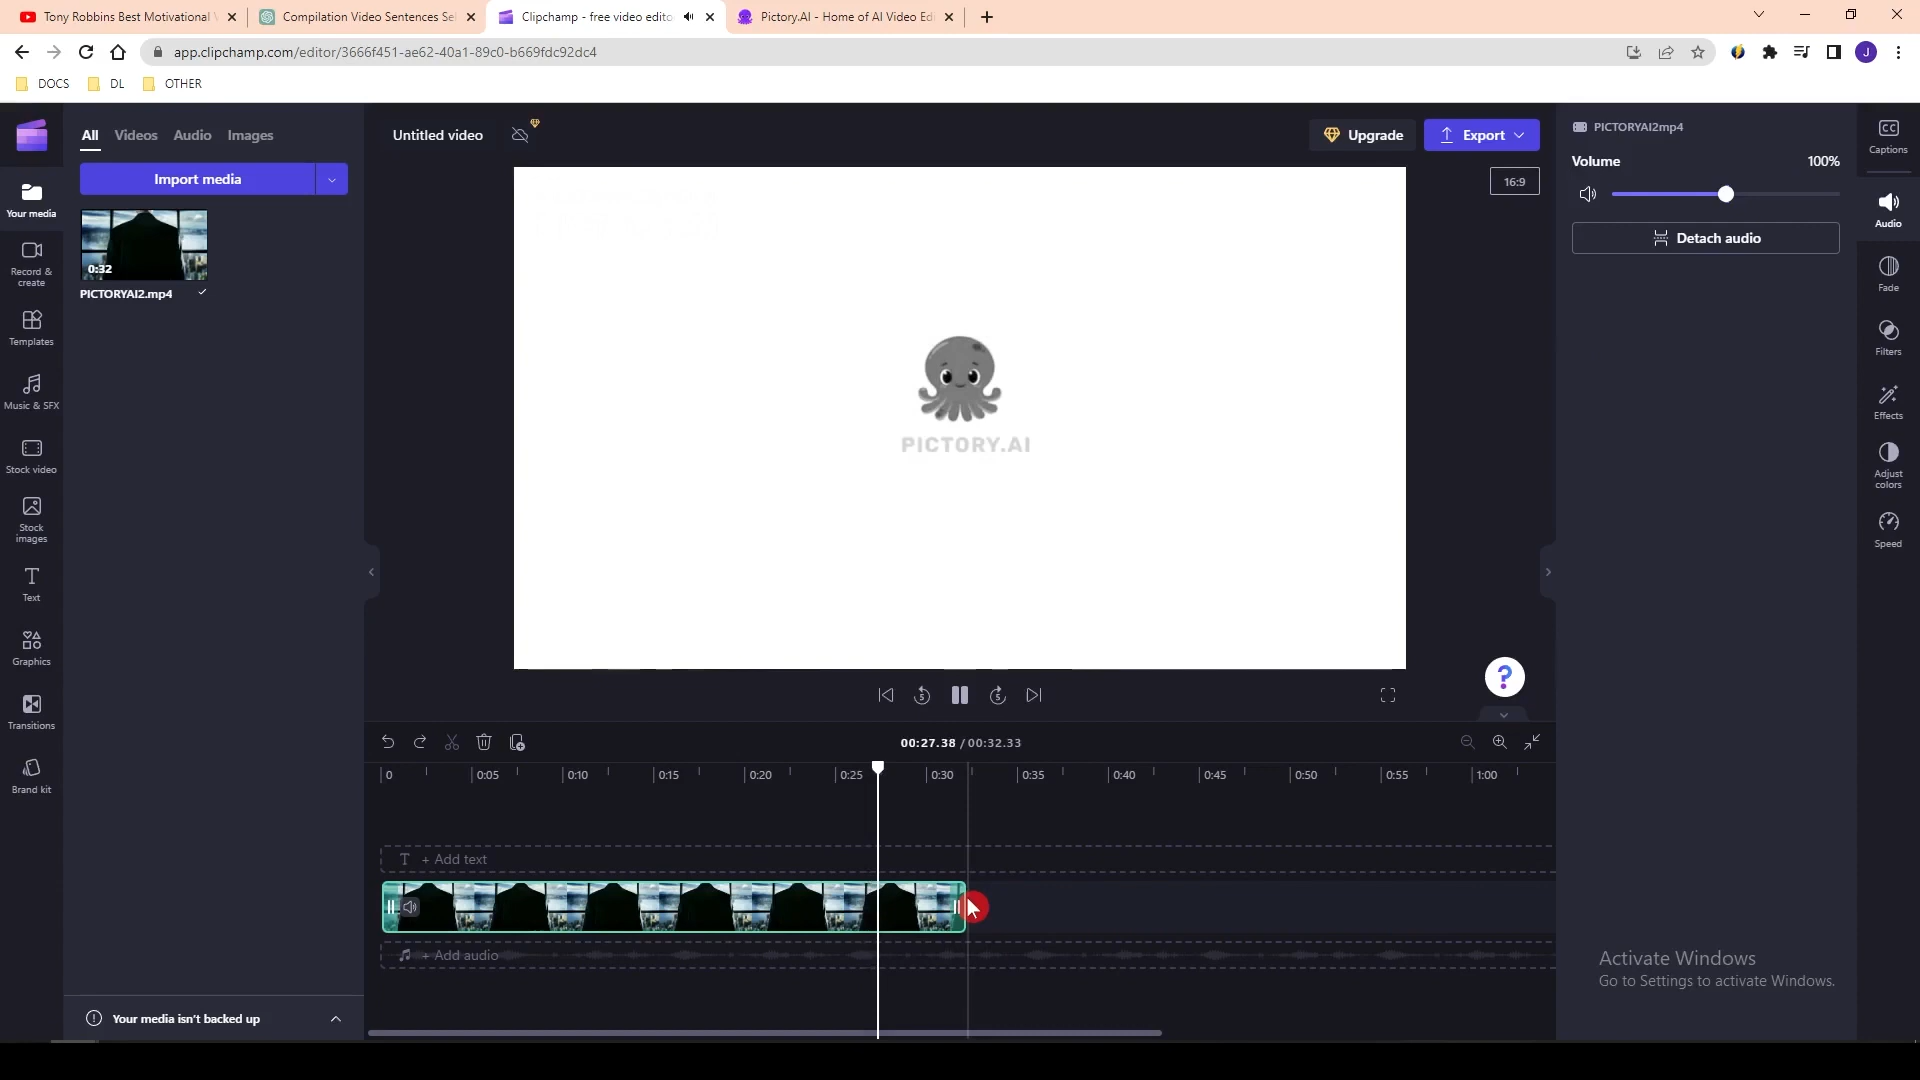 Tony Robbins Best Motivational
Compilation Video Sentences Se
Clipchamp - free video edito
Pictory.AI - Home of AI Video Edi
app.clipchamp.com/editor/3666f451-ae62-40a1-89c0-b669fdc92dc4
J
DOCS
DL
OTHER
All
Videos
Audio
Images
Import media
0:32
PICTORYAI2.mp4
Your media
Record &
create
Templates
Music & SFX
Stock video
Stock
images
Text
Graphics
Transitions
Brand kit
Your media isn't backed up
Untitled video
Upgrade
Export
16:9
PICTORY.AI
?
5
5
00:27.38 / 00:32.33
0
0:05
0:10
0:15
0:20
0:25
0:30
0:35
0:40
0:45
0:50
0:55
1:00
T + Add text
+ Add audio
PICTORYAI2mp4
Volume
100%
Detach audio
CC
Captions
Audio
Fade
Filters
Effects
Adjust
colors
Speed
Activate Windows
Go to Settings to activate Windows.